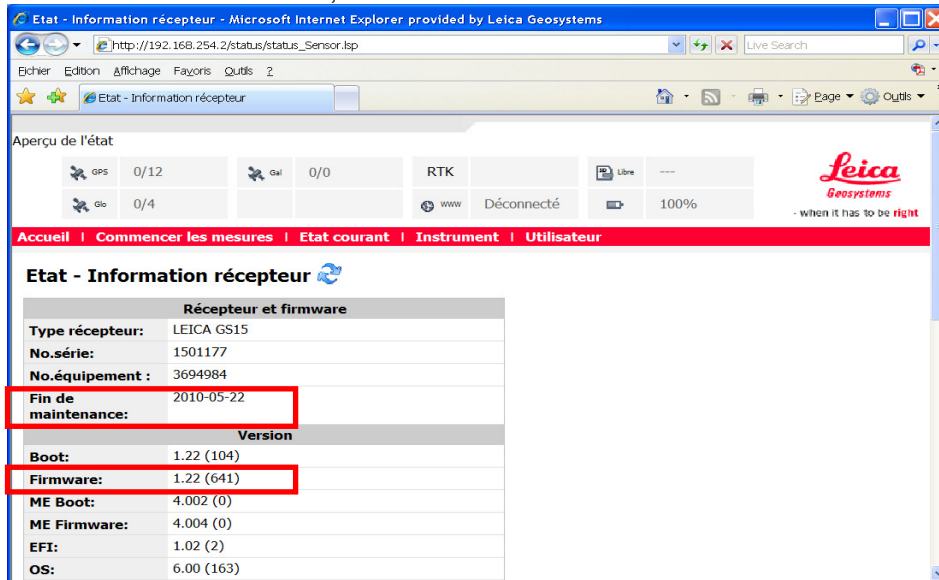 Etat - Information récepteur - Microsoft Internet Explorer provided by Leica Geosystems
http://192.168.254.2/status/status_Sensor.lsp
Live Search
Eichier Edition Affichage Favoris Outils ?
Etat - Information récepteur
Page Outils
Aperçu de l'état
GPS 0/12 Gal 0/0 RTK 3D Libre ---
Glo 0/4 www Déconnecté 100%
Leica
Geosystems
- when it has to be right
Accueil | Commencer les mesures | Etat courant | Instrument | Utilisateur
Etat - Information récepteur
Récepteur et firmware
Type récepteur: LEICA GS15
No.série: 1501177
No.équipement : 3694984
Fin de maintenance: 2010-05-22
Version
Boot: 1.22 (104)
Firmware: 1.22 (641)
ME Boot: 4.002 (0)
ME Firmware: 4.004 (0)
EFI: 1.02 (2)
OS: 6.00 (163)